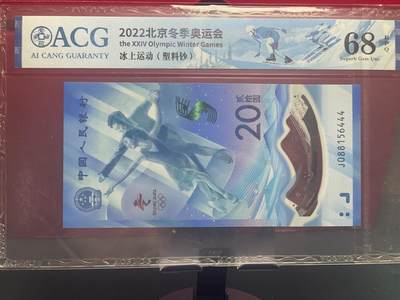 ACG
AI CANG GUARANTY
2022北京冬季奥运会
the XXIV Olympic Winter Games
冰上运动（塑料钞）
68
Superb Gem Unc
中国人民银行
贰拾圆
20
J088156444
BEIJING 2022